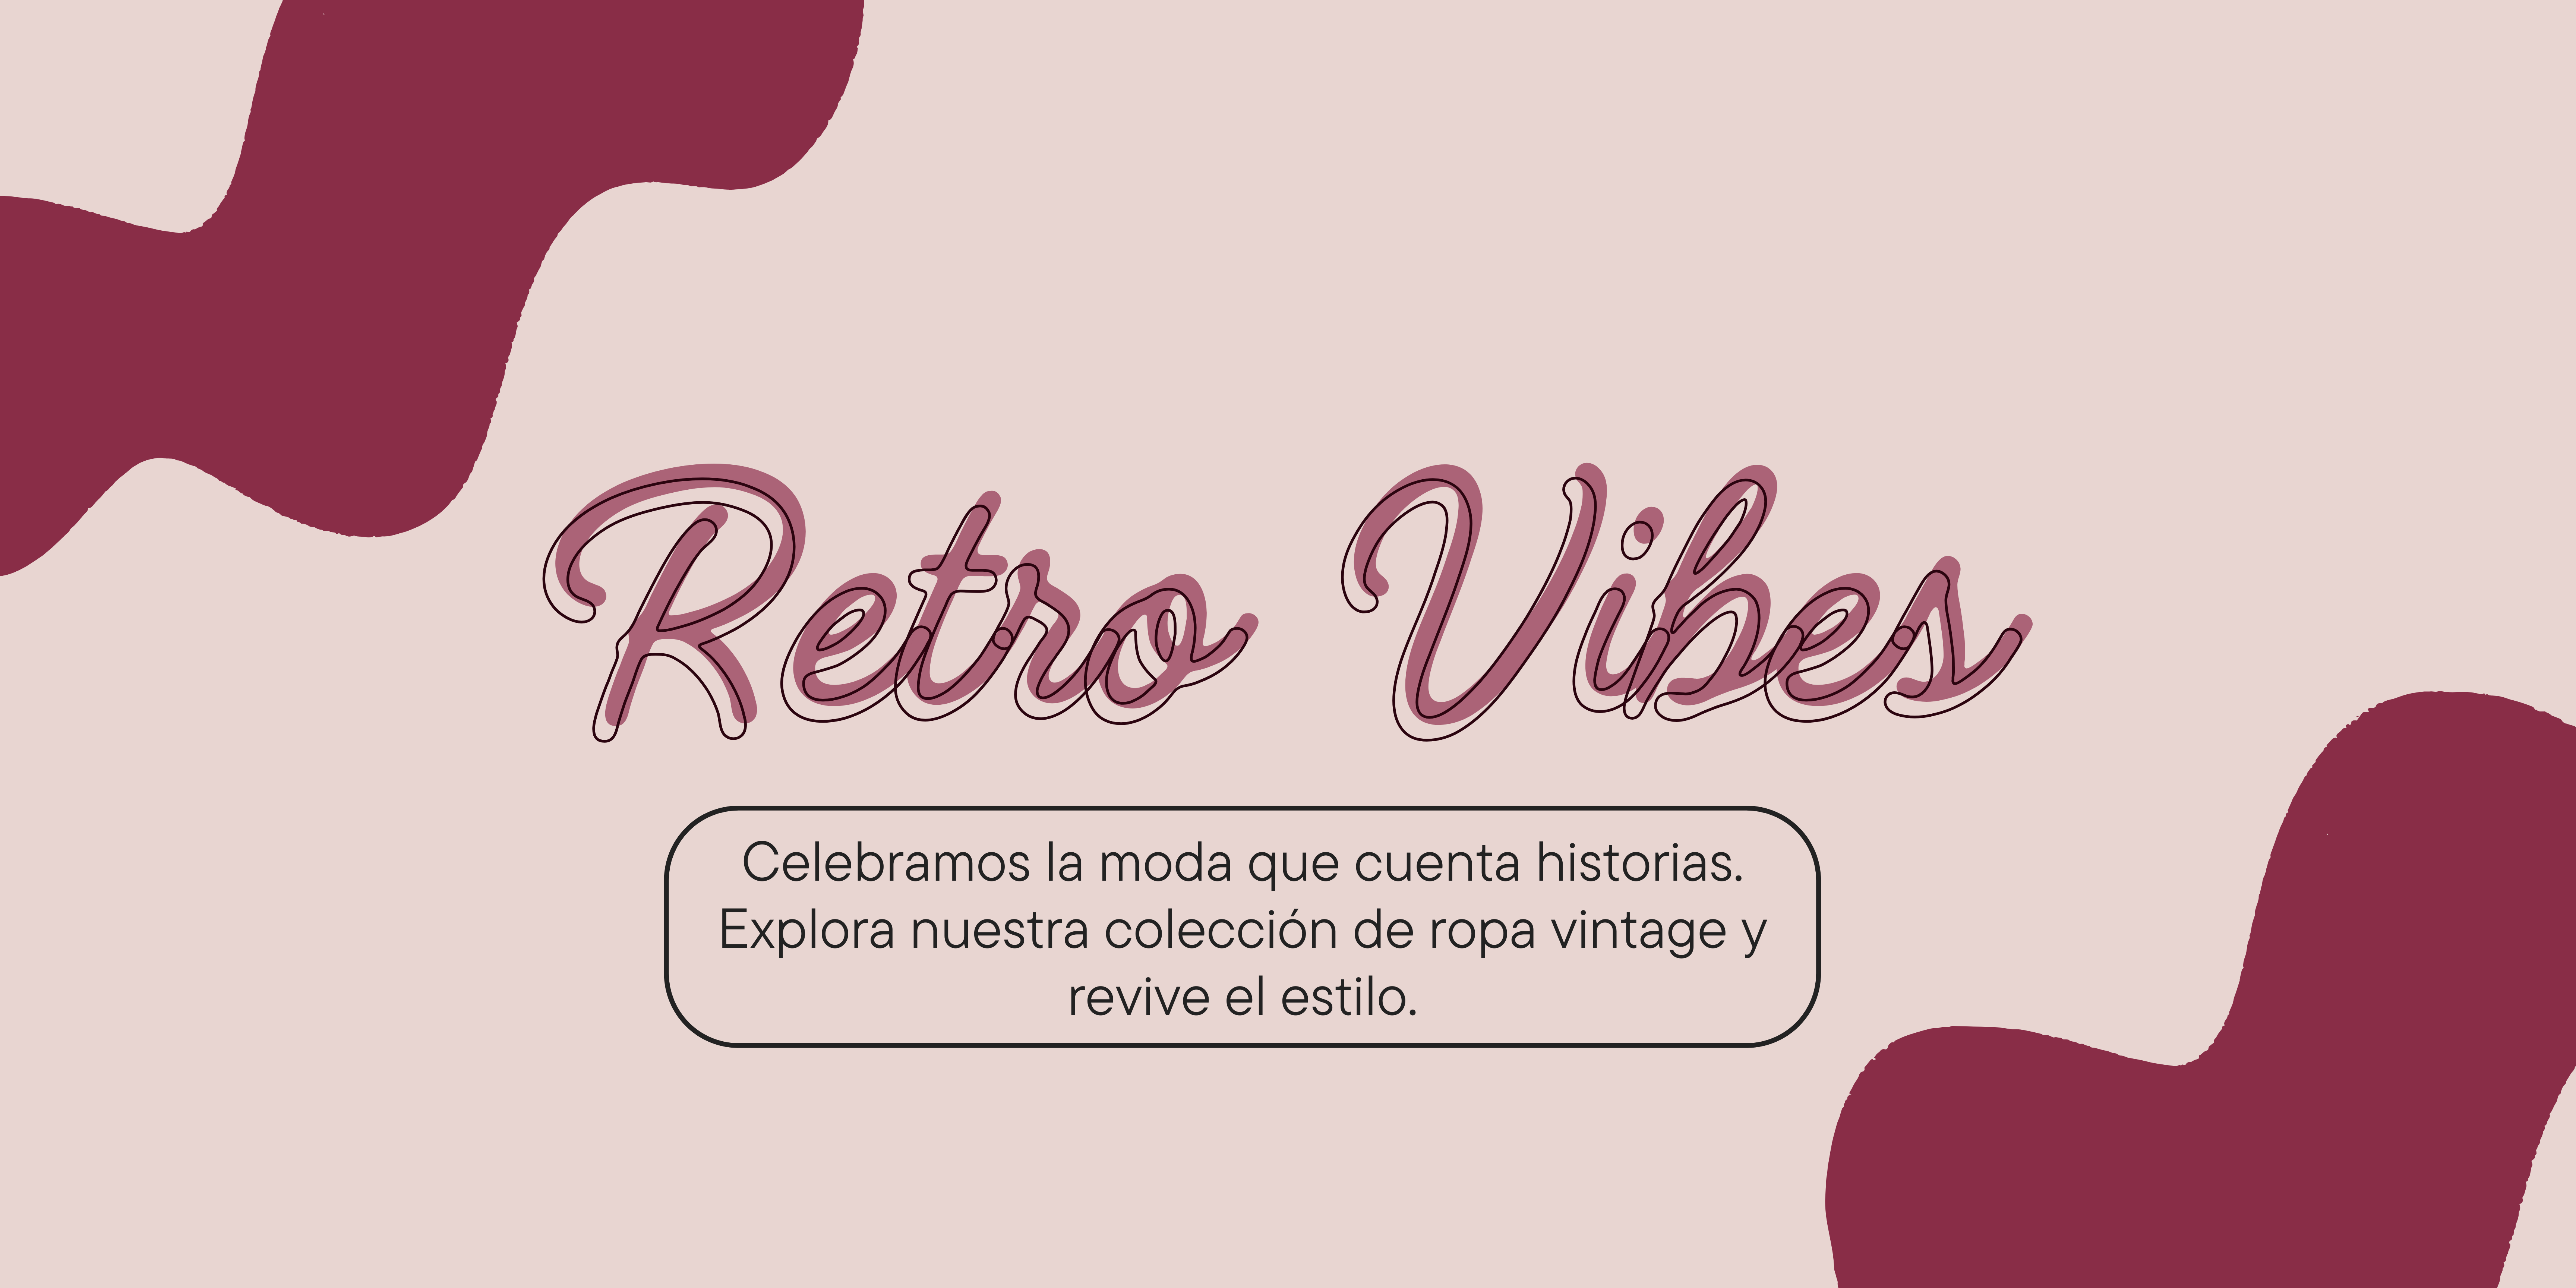 Retro Vibes
Celebramos la moda que cuenta historias.
Explora nuestra colección de ropa vintage y
revive el estilo.